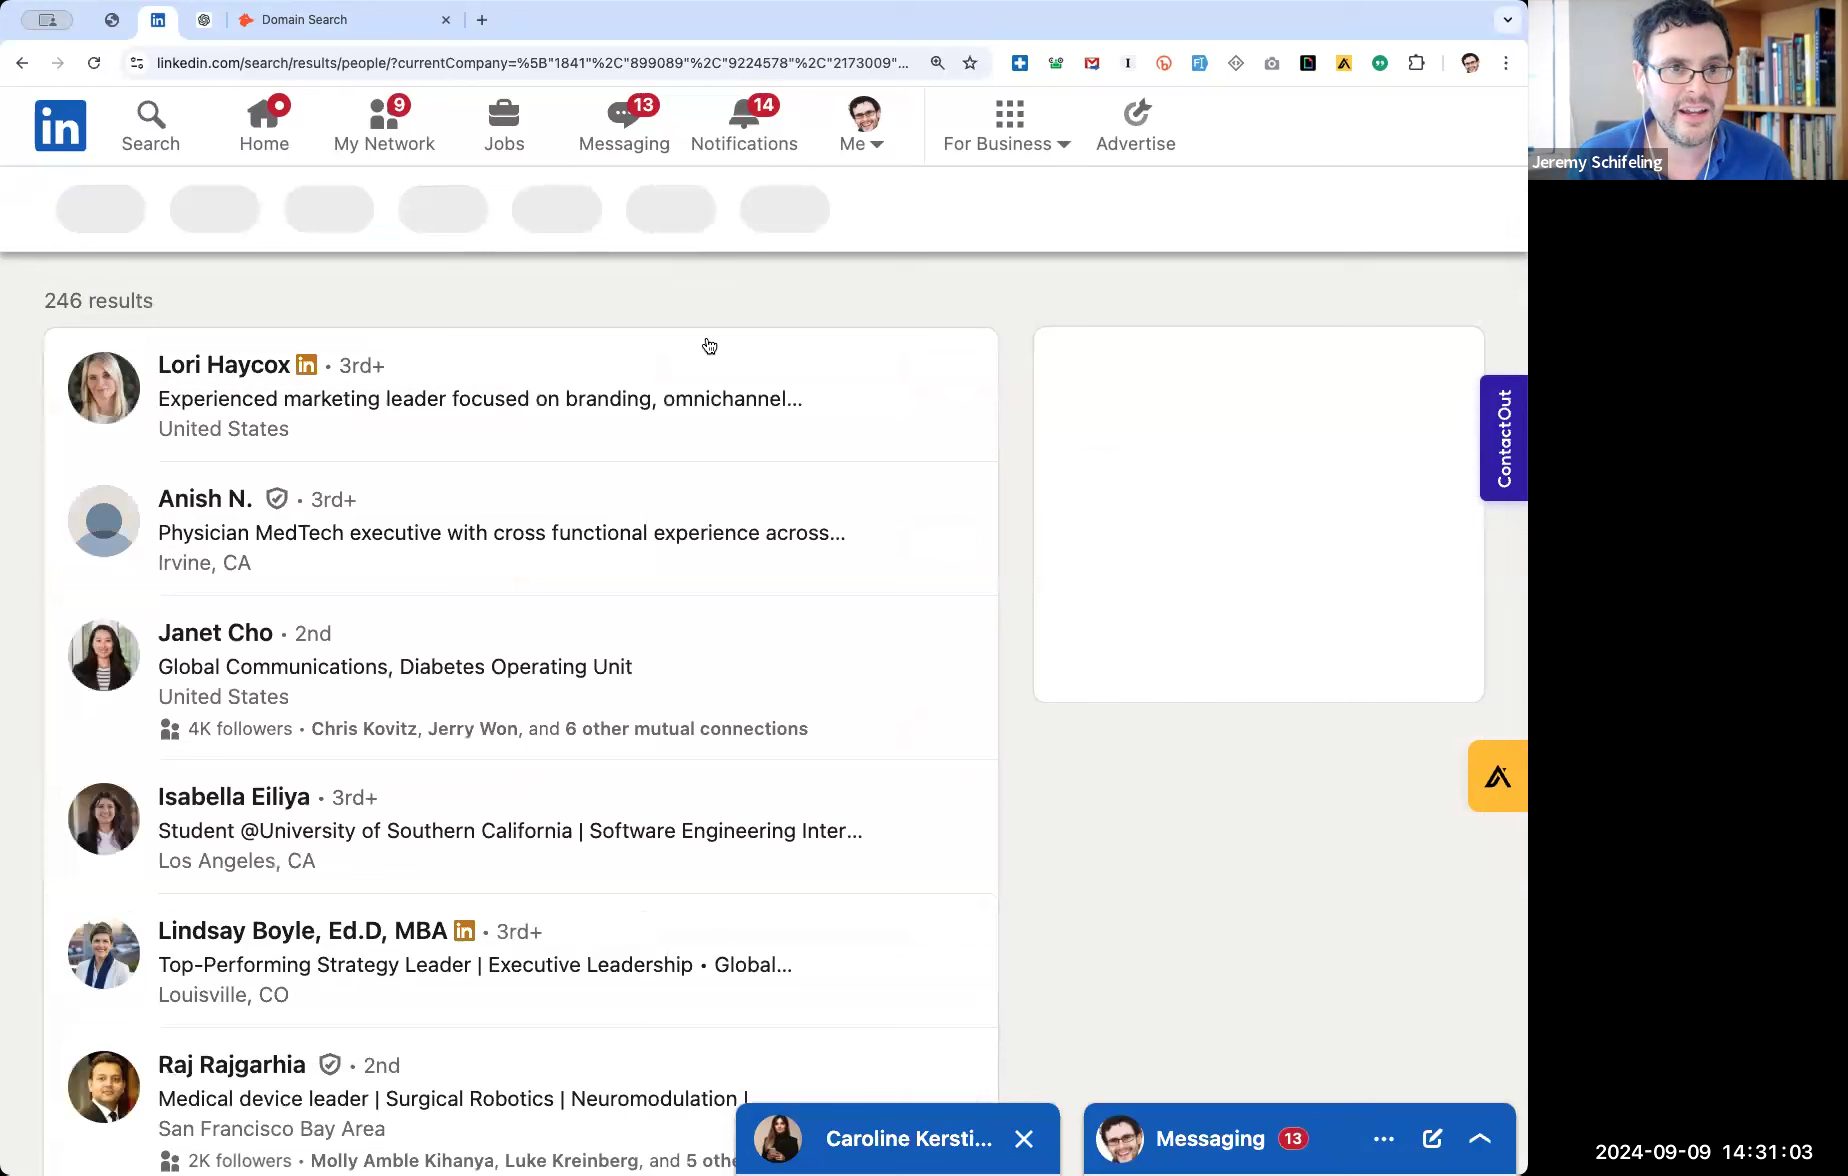 Domain Search
linkedin.com/search/results/people/?currentCompany=%5B"1841"%2C"899089"%2C"9224578"%2C"2173009"...
in
Search
Home
9
My Network
Jobs
13
Messaging
14
Notifications
Me
For Business
Advertise
Jeremy Schifeling
246 results
Lori Haycox in • 3rd+
Experienced marketing leader focused on branding, omnichannel...
United States
ContactOut
Anish N. • 3rd+
Physician MedTech executive with cross functional experience across...
Irvine, CA
Janet Cho • 2nd
Global Communications, Diabetes Operating Unit
United States
4K followers • Chris Kovitz, Jerry Won, and 6 other mutual connections
Isabella Eiliya • 3rd+
Student @University of Southern California | Software Engineering Inter...
Los Angeles, CA
Lindsay Boyle, Ed.D, MBA in • 3rd+
Top-Performing Strategy Leader | Executive Leadership • Global...
Louisville, CO
Raj Rajgarhia • 2nd
Medical device leader | Surgical Robotics | Neuromodulation |
San Francisco Bay Area
2K followers • Molly Amble Kihanya, Luke Kreinberg, and 5 othe
Caroline Kersti...
Messaging 13
2024-09-09 14:31:03